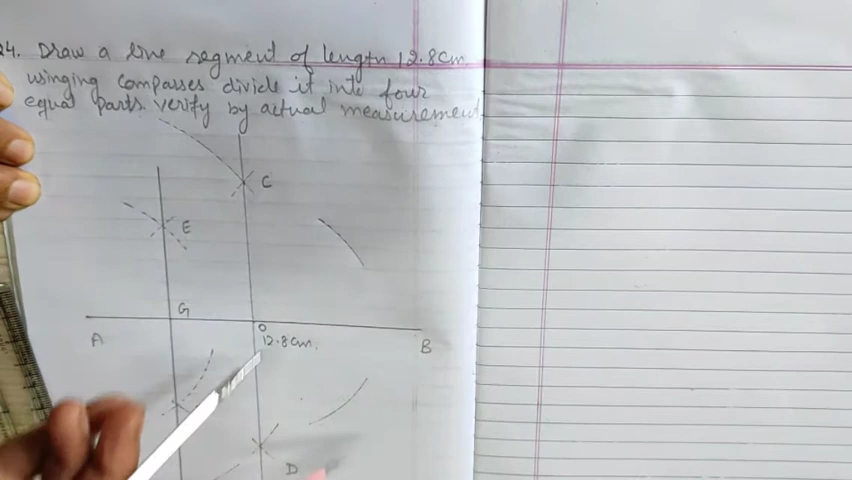 24. Draw a line segment of length 12.8cm
winging compasses divide it into four
equal parts. verify by actual measurement
C
E
G
A
O
12.8cm.
B
D